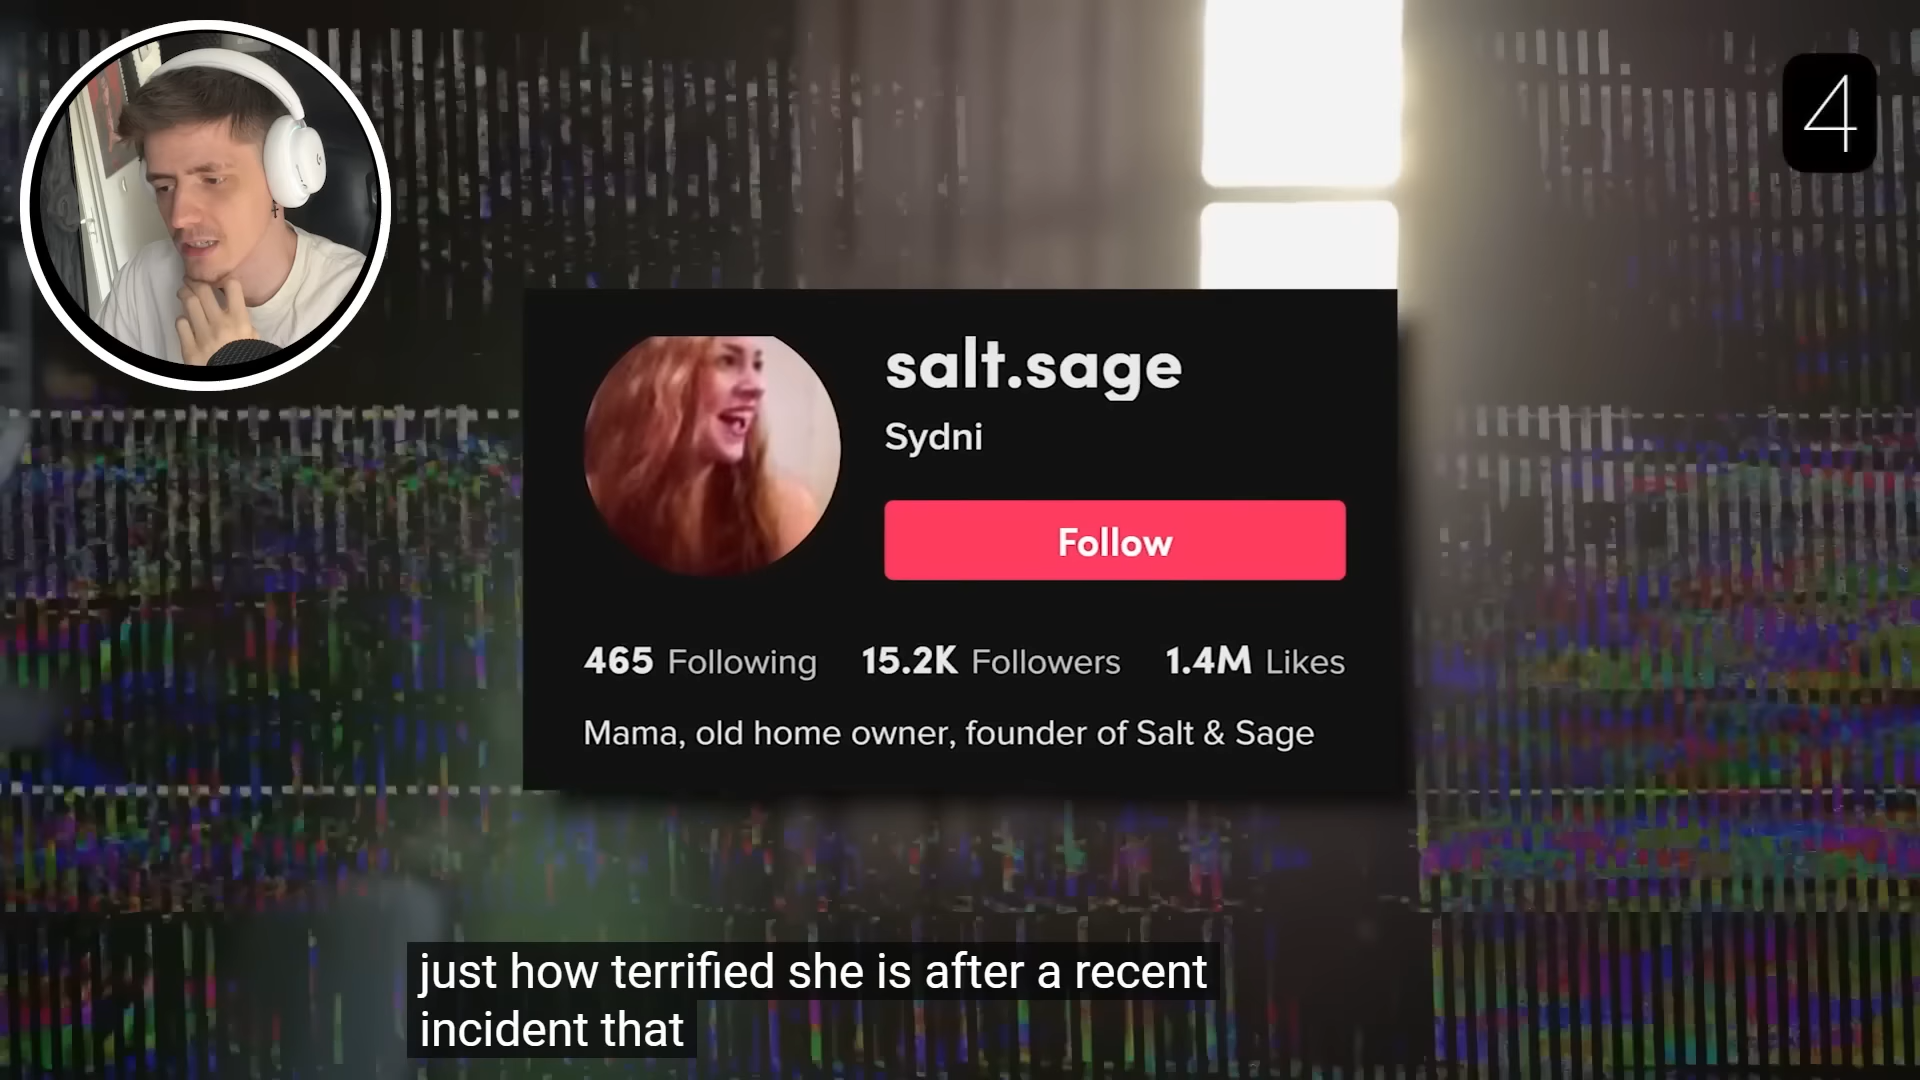 4
salt.sage
Sydni
Follow
465 Following 15.2K Followers 1.4M Likes
Mama, old home owner, founder of Salt & Sage
just how terrified she is after a recent
incident that